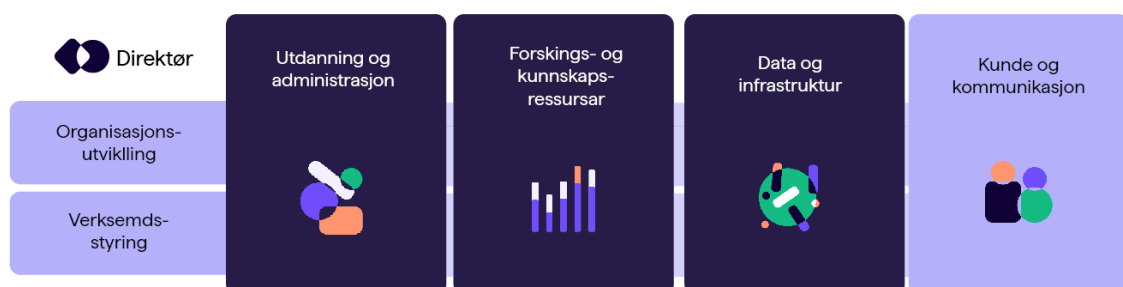 Direktør
Utdanning og
administrasjon
Forskings- og
kunnskaps-
ressursar
Data og
infrastruktur
Kunde og
kommunikasjon
Organisasjons-
utviklling
Verksemds-
styring